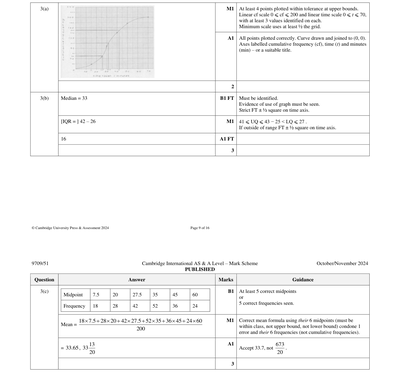 3(a)
M1
At least 4 points plotted within tolerance at upper bounds.
Linear cf scale 0 ⩽ cf ⩽ 200 and linear time scale 0 ⩽ t ⩽ 70,
with at least 3 values identified on each.
Minimum scale uses at least ½ the grid.
A1
All points plotted correctly. Curve drawn and joined to (0, 0).
Axes labelled cumulative frequency (cf), time (t) and minutes
(min) – or a suitable title.
2
3(b)
Median = 33
B1 FT
Must be identified.
Evidence of use of graph must be seen.
Strict FT ± ½ square on time axis.
[IQR = ] 42 – 26
M1
41 ⩽ UQ ⩽ 43 – 25 < LQ ⩽ 27 .
If outside of range FT ± ½ square on time axis.
16
A1 FT
3
© Cambridge University Press & Assessment 2024
Page 9 of 16
9709/51
Cambridge International AS & A Level – Mark Scheme
October/November 2024
PUBLISHED
Question Answer Marks Guidance
3(c)
Midpoint 7.5 20 27.5 35 45 60
Frequency 18 28 42 52 36 24
B1
At least 5 correct midpoints
or
5 correct frequencies seen
Mean = (18×7.5 + 28×20 + 42×27.5 + 52×35 + 36×45 + 24×60) / 200
M1
Correct mean formula using their 6 midpoints (must be
within class, not upper bound, not lower bound) condone 1
error and their 6 frequencies (not cumulative frequencies).
= 33.65 , 33 13/20
A1
Accept 33.7, not 673/20 .
3